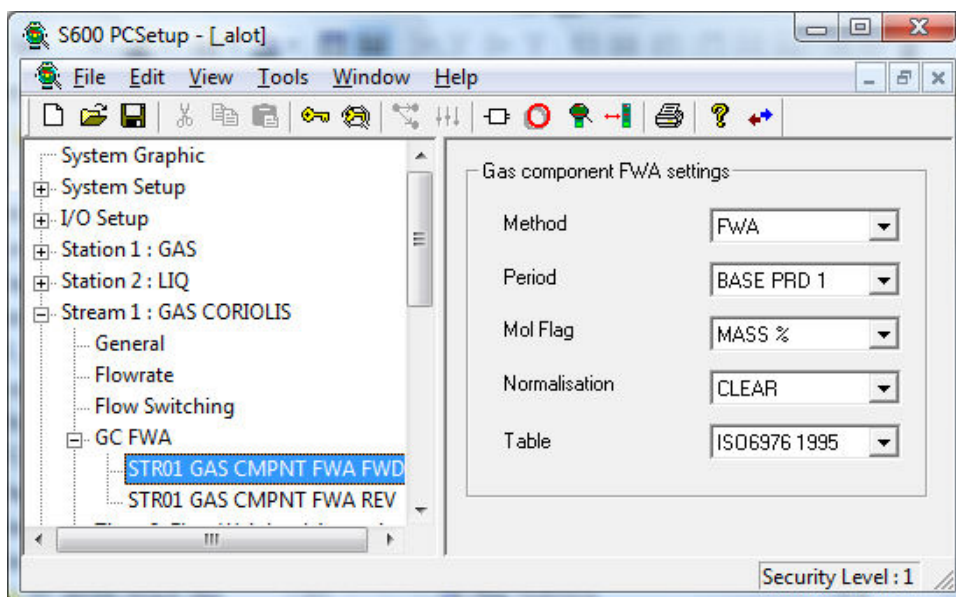 S600 PCSetup - [_alot]
File Edit View Tools Window Help
System Graphic
System Setup
I/O Setup
Station 1 : GAS
Station 2 : LIQ
Stream 1 : GAS CORIOLIS
General
Flowrate
Flow Switching
GC FWA
STR01 GAS CMPNT FWA FWD
STR01 GAS CMPNT FWA REV
Gas component FWA settings
Method FWA
Period BASE PRD 1
Mol Flag MASS %
Normalisation CLEAR
Table ISO6976 1995
Security Level : 1